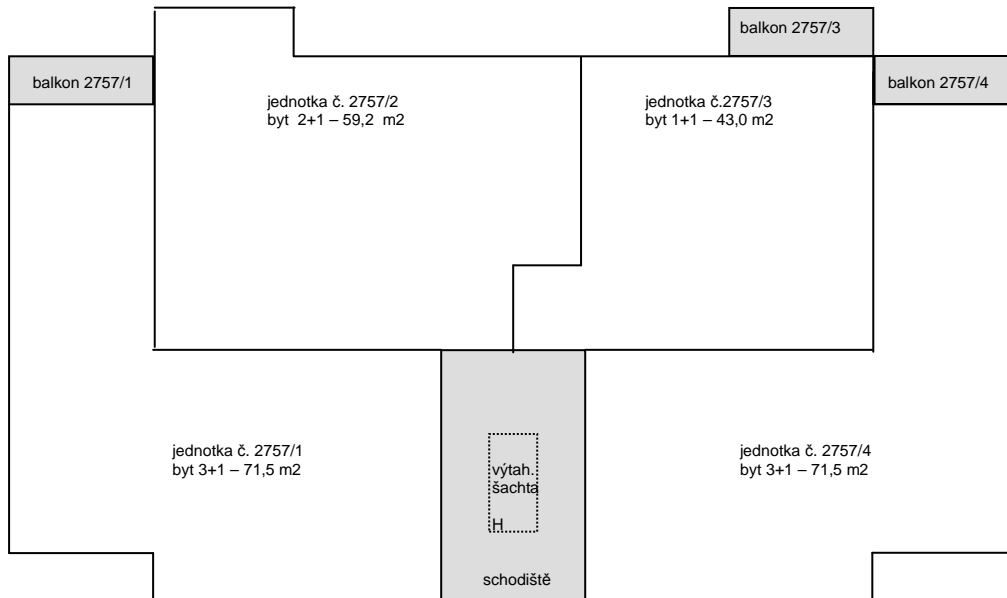 balkon 2757/3
balkon 2757/1
balkon 2757/4
jednotka č. 2757/2
byt 2+1 – 59,2 m2
jednotka č.2757/3
byt 1+1 – 43,0 m2
jednotka č. 2757/1
byt 3+1 – 71,5 m2
výtah.
šachta
H
schodiště
jednotka č. 2757/4
byt 3+1 – 71,5 m2